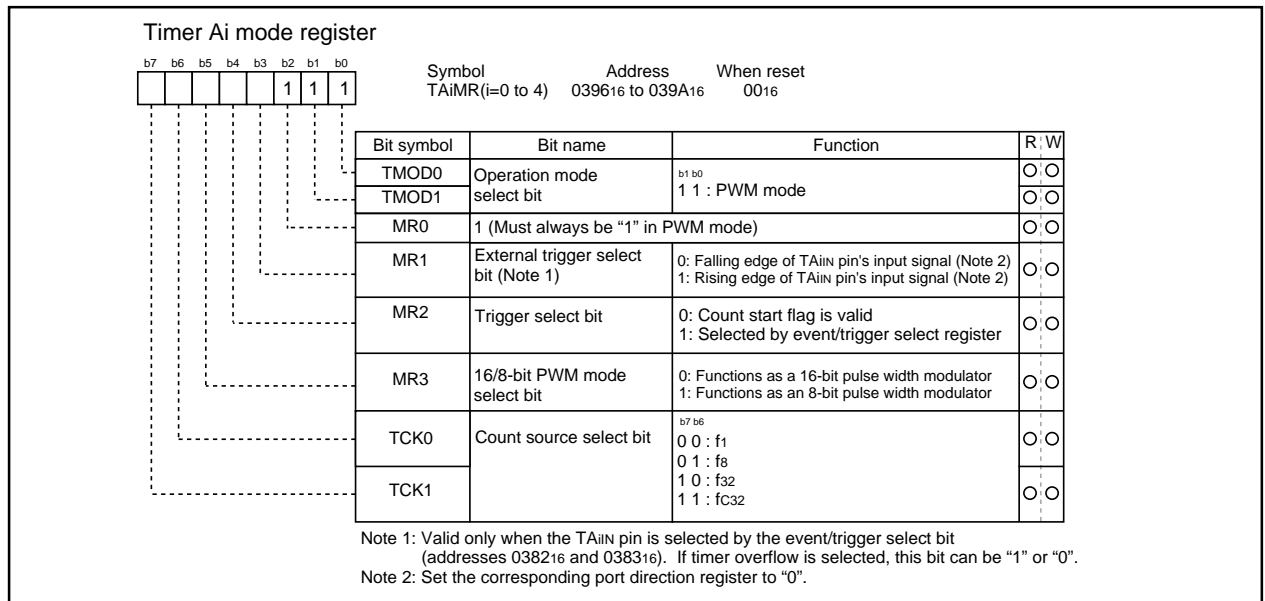 Timer Ai mode register
b7 b6 b5 b4 b3 b2 b1 b0
1 1 1
Symbol Address When reset
TAiMR(i=0 to 4) 039616 to 039A16 0016
Bit symbol Bit name Function R W
TMOD0 Operation mode select bit b1 b0
TMOD1 1 1 : PWM mode
MR0 1 (Must always be “1” in PWM mode)
MR1 External trigger select bit (Note 1) 0: Falling edge of TAiIN pin's input signal (Note 2)
1: Rising edge of TAiIN pin's input signal (Note 2)
MR2 Trigger select bit 0: Count start flag is valid
1: Selected by event/trigger select register
MR3 16/8-bit PWM mode select bit 0: Functions as a 16-bit pulse width modulator
1: Functions as an 8-bit pulse width modulator
TCK0 Count source select bit b7 b6
0 0 : f1
0 1 : f8
1 0 : f32
TCK1 1 1 : fC32
Note 1: Valid only when the TAiIN pin is selected by the event/trigger select bit
(addresses 038216 and 038316). If timer overflow is selected, this bit can be “1” or “0”.
Note 2: Set the corresponding port direction register to “0”.